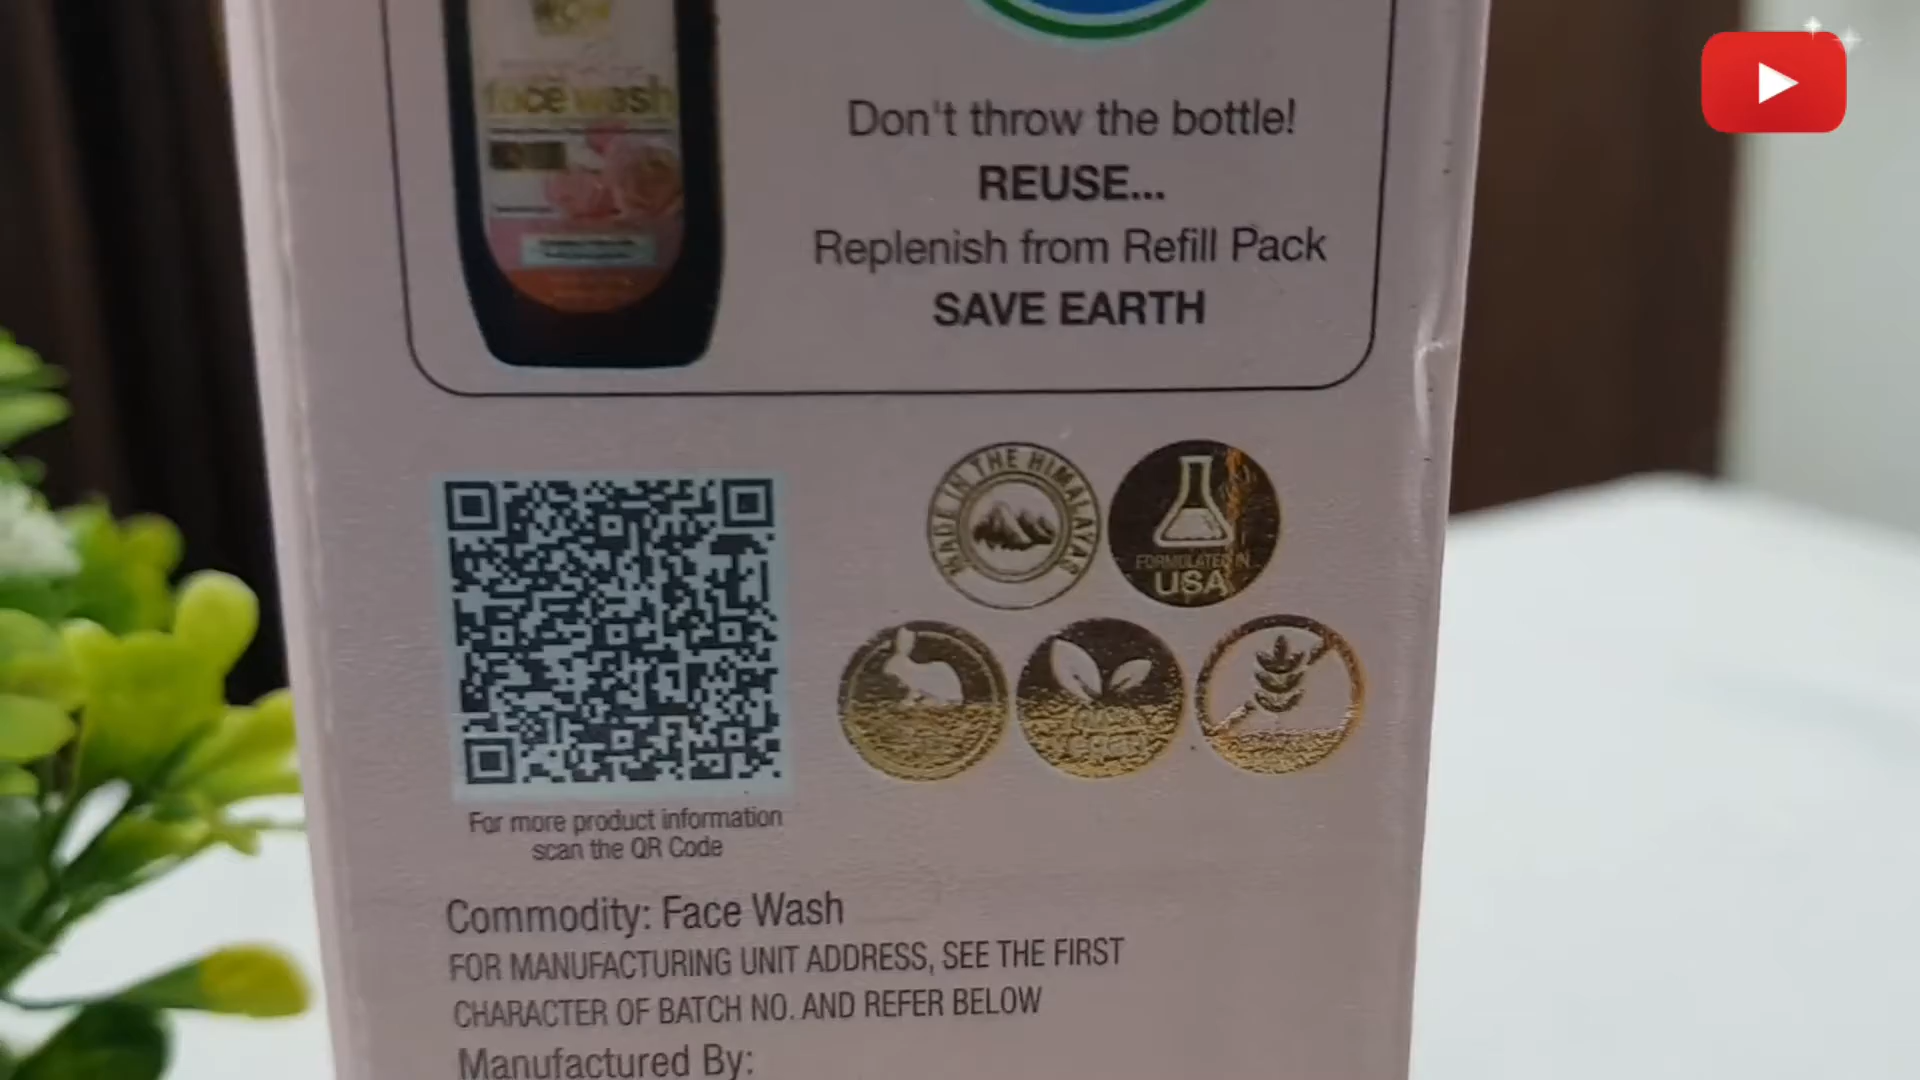 WOW
face wash
Don't throw the bottle!
REUSE...
Replenish from Refill Pack
SAVE EARTH
MADE IN THE HIMALAYAS
FORMULATED IN
USA
For more product information
scan the QR Code
Commodity: Face Wash
FOR MANUFACTURING UNIT ADDRESS, SEE THE FIRST
CHARACTER OF BATCH NO. AND REFER BELOW
Manufactured By: